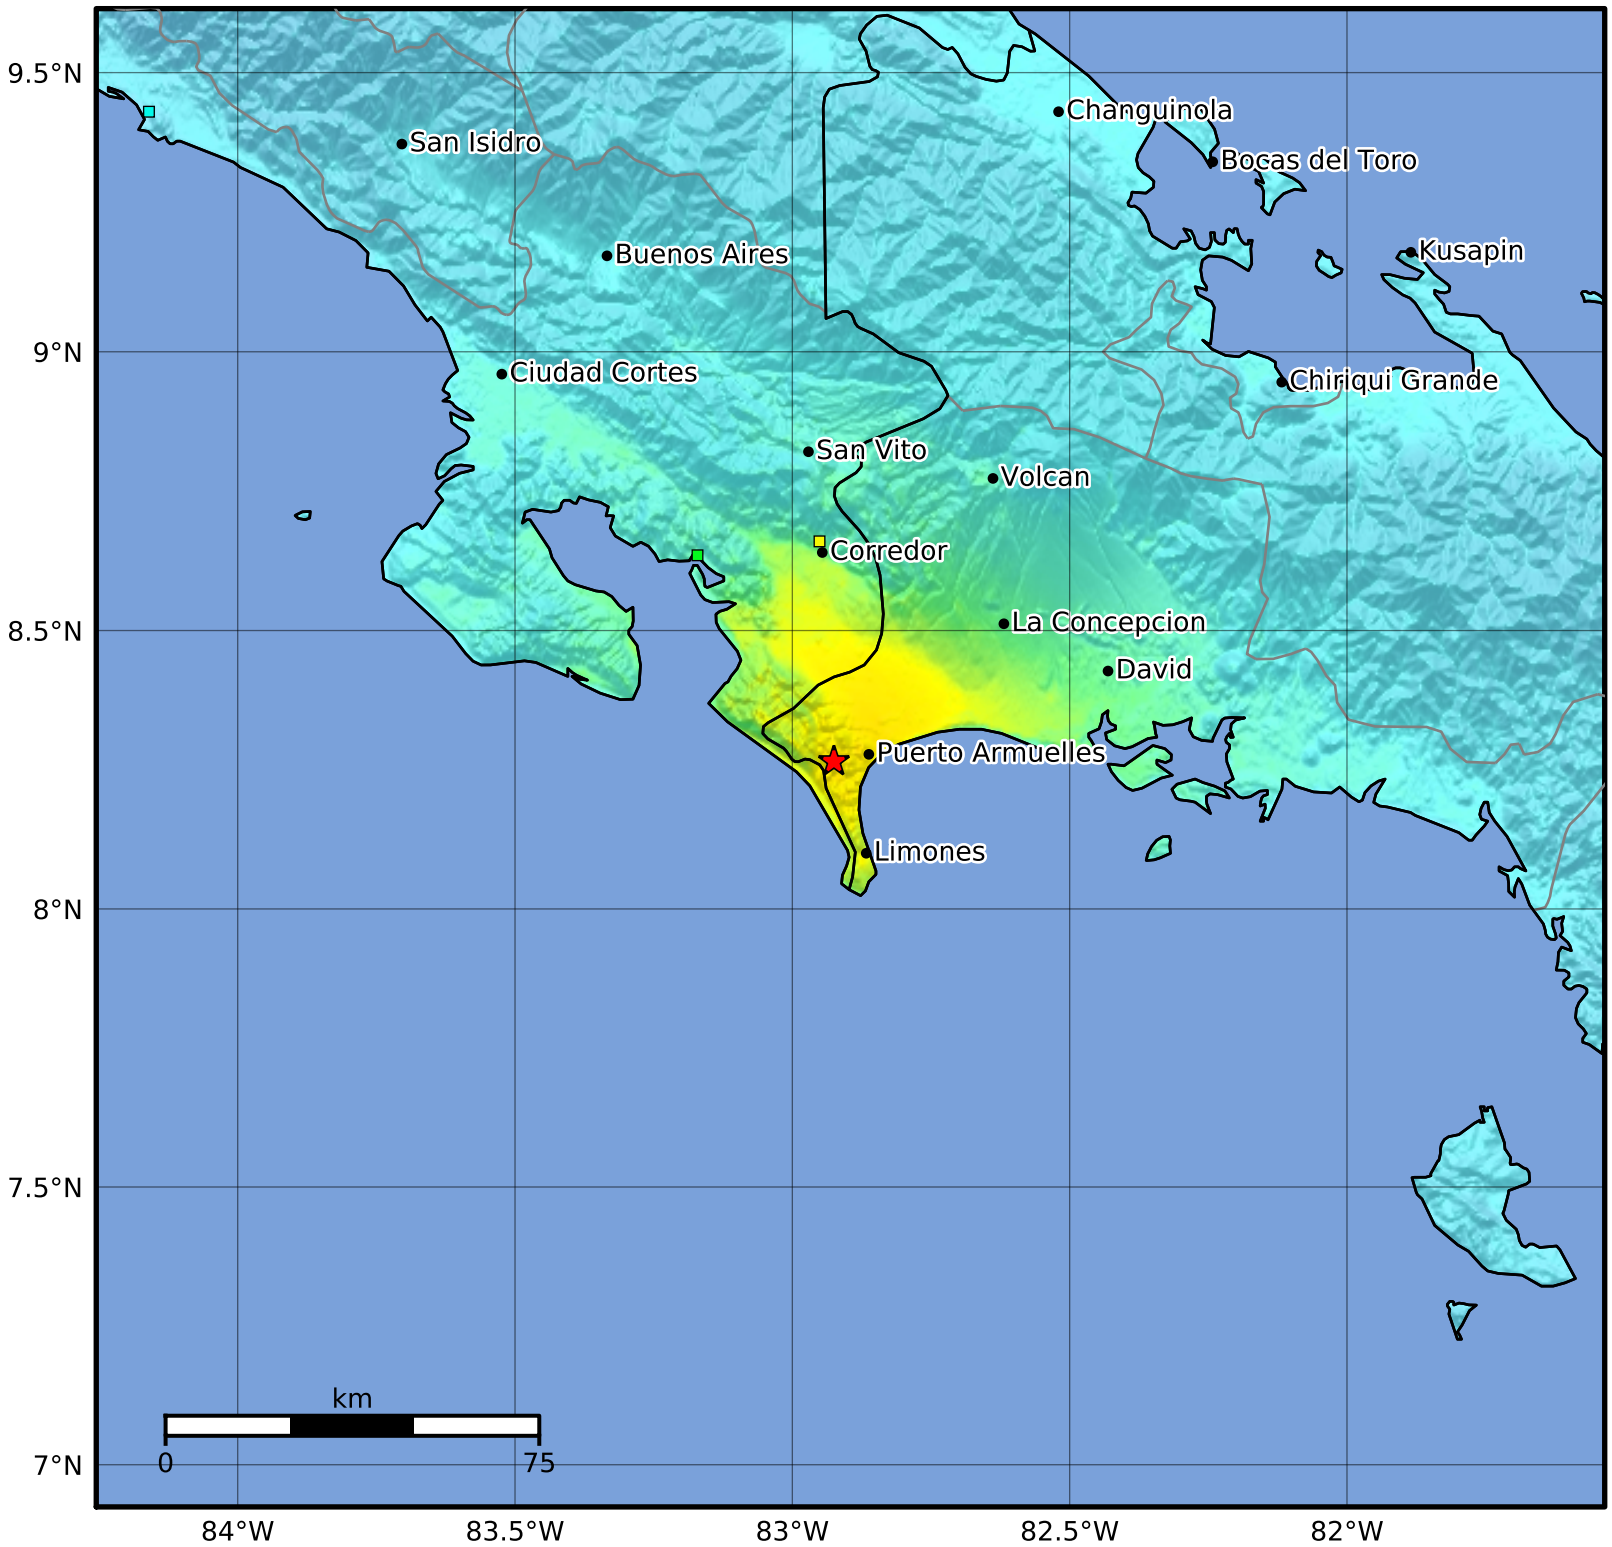 9.5°N
Changuinola
San Isidro
Bocas del Toro
Buenos Aires
Kusapin
9°N
Ciudad Cortes
Chiriqui Grande
San Vito
Volcan
Corredor
8.5°N
La Concepcion
David
Puerto Armuelles
Limones
8°N
7.5°N
km
0 75
7°N
84°W 83.5°W 83°W 82.5°W 82°W